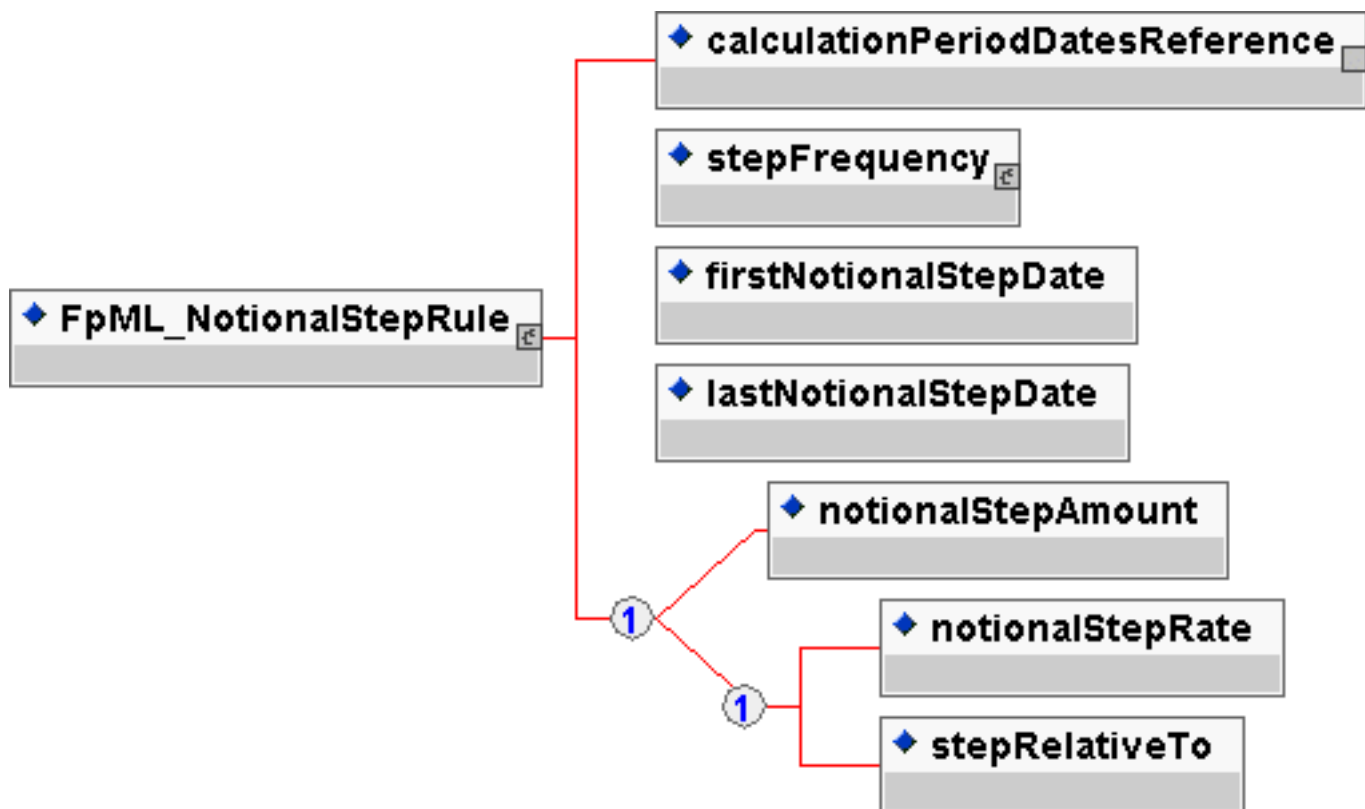 calculationPeriodDatesReference
stepFrequency
firstNotionalStepDate
FpML_NotionalStepRule
lastNotionalStepDate
notionalStepAmount
1
notionalStepRate
1
stepRelativeTo